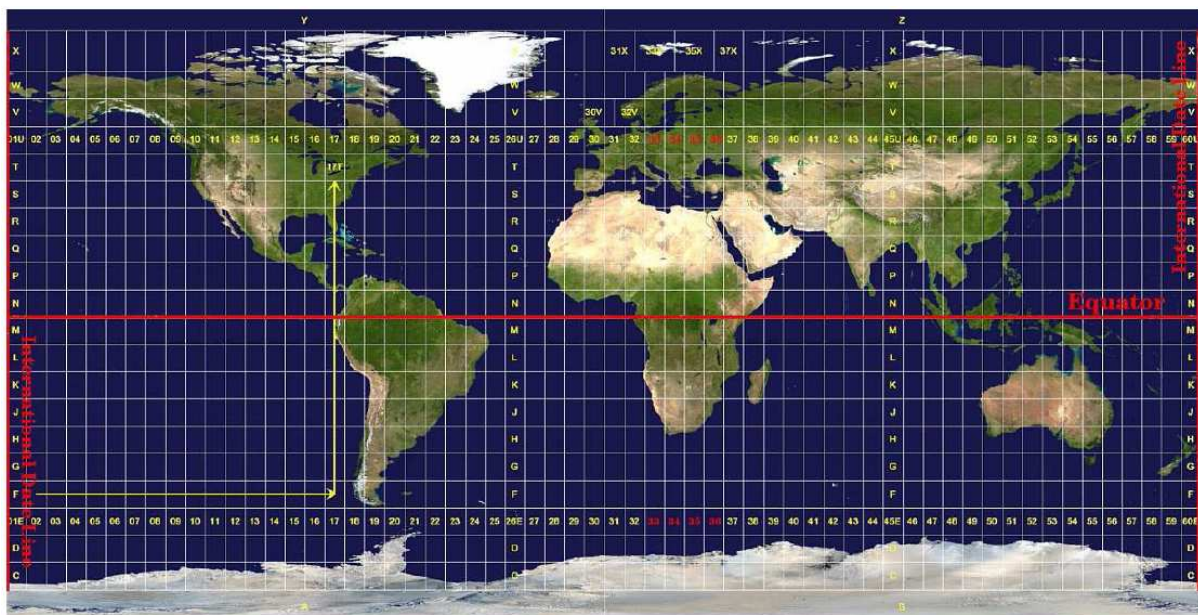 Y Z
X X K X
31X 33X 35X 37X
W W W W
V V V V
30V 32V
01U 02 03 04 05 06 07 08 09 10 11 12 13 14 15 16 17 18 19 20 21 22 23 24 25 26U 27 28 29 30 31 32 33 34 35 36 37 38 39 40 41 42 43 44 45U 46 47 48 49 50 51 52 53 54 55 56 57 58 59 60U
T 17T T T T
S S S S
R R R R
Q Q Q Q
P P P P
N N N N
International Date Line
Equator
M M M M
L L L L
K K K K
J J J J
H H H H
G G G G
F F F F
International Date Line
01E 02 03 04 05 06 07 08 09 10 11 12 13 14 15 16 17 18 19 20 21 22 23 24 25 26E 27 28 29 30 31 32 33 34 35 36 37 38 39 40 41 42 43 44 45E 46 47 48 49 50 51 52 53 54 55 56 57 58 59 60E
D D D D
C C C C
A B